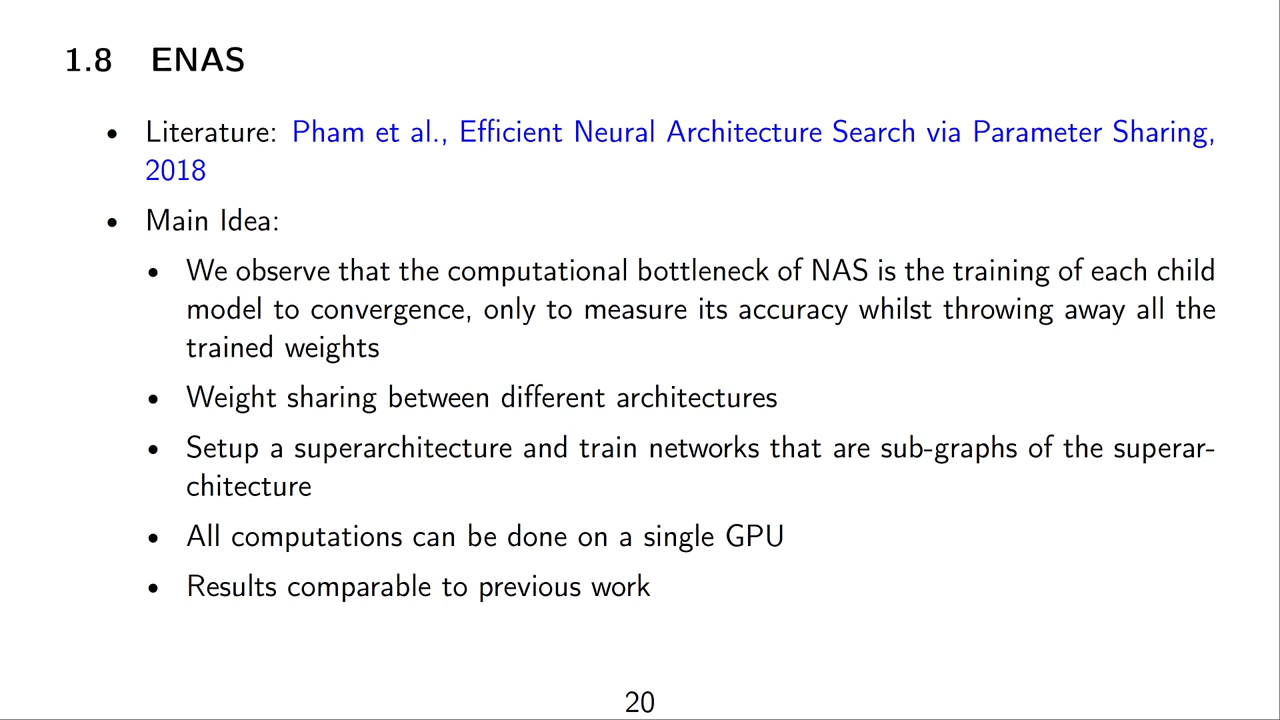 1.8 ENAS
• Literature: Pham et al., Efficient Neural Architecture Search via Parameter Sharing,
2018
• Main Idea:
• We observe that the computational bottleneck of NAS is the training of each child
model to convergence, only to measure its accuracy whilst throwing away all the
trained weights
• Weight sharing between different architectures
• Setup a superarchitecture and train networks that are sub-graphs of the superar-
chitecture
• All computations can be done on a single GPU
• Results comparable to previous work
20